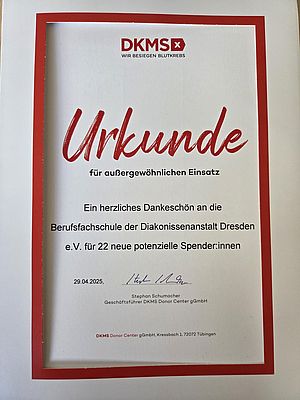 DKMS x
WIR BESIEGEN BLUTKREBS
Urkunde
für außergewöhnlichen Einsatz
Ein herzliches Dankeschön an die
Berufsfachschule der Diakonissenanstalt Dresden
e.V. für 22 neue potenzielle Spender:innen
29.04.2025,
Stephan Schumacher
Geschäftsführer DKMS Donor Center gGmbH
DKMS Donor Center gGmbH, Kressbach 1, 72072 Tübingen